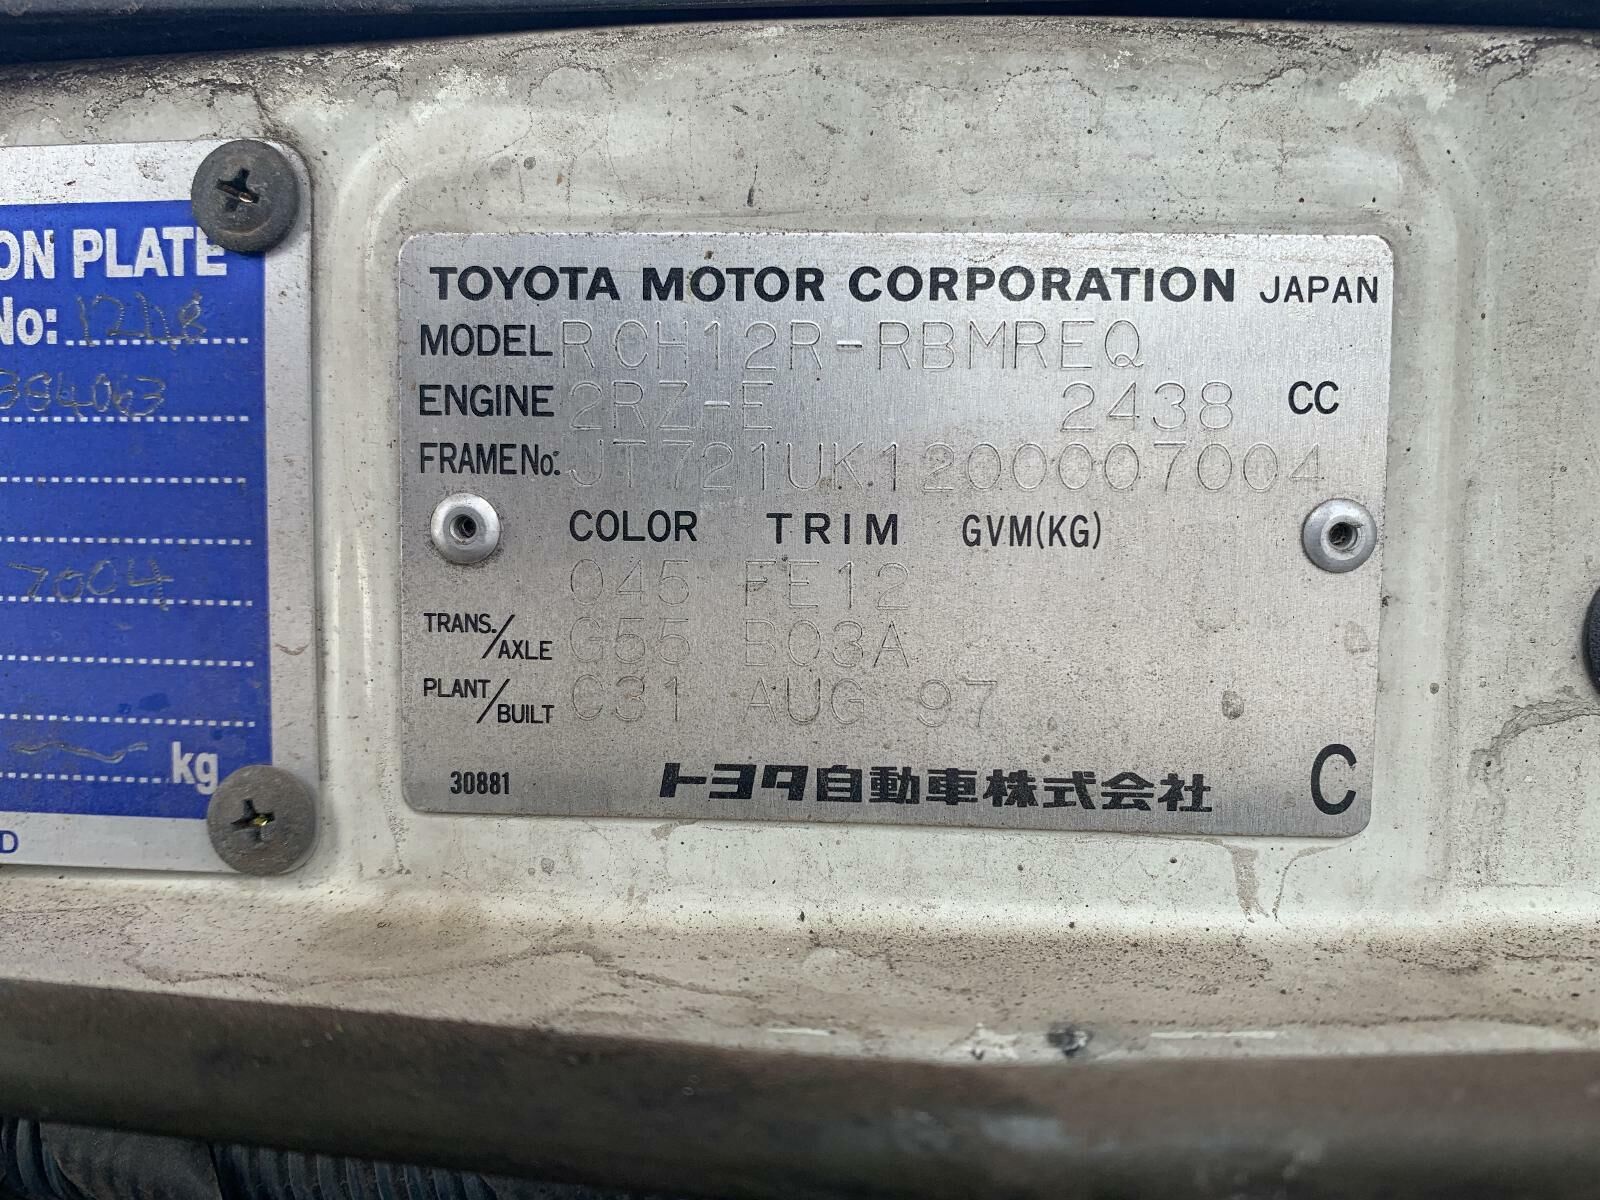 ON PLATE
No: 12118
384063
7004
kg
D
TOYOTA MOTOR CORPORATION JAPAN
MODEL RCH12R-RBMREQ
ENGINE 2RZ-E 2438 CC
FRAME No: JT721UK1200007004
COLOR TRIM GVM(KG)
045 FE12
TRANS./AXLE G55 B03A
PLANT/BUILT C31 AUG 97
30881 トヨタ自動車株式会社 C